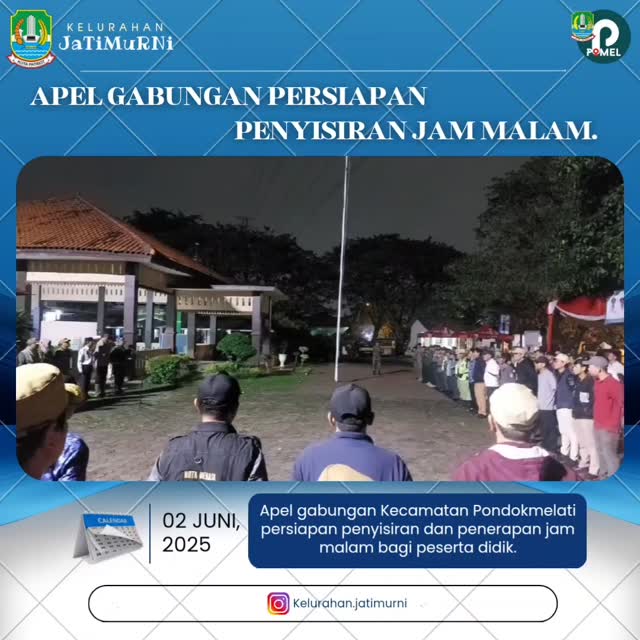 KELURAHAN
JaTiMuRNi
KOTA PATRIOT
POMEL
APEL GABUNGAN PERSIAPAN
PENYISIRAN JAM MALAM.
CALENDAR
02 JUNI,
2025
Apel gabungan Kecamatan Pondokmelati
persiapan penyisiran dan penerapan jam
malam bagi peserta didik.
Kelurahan.jatimurni